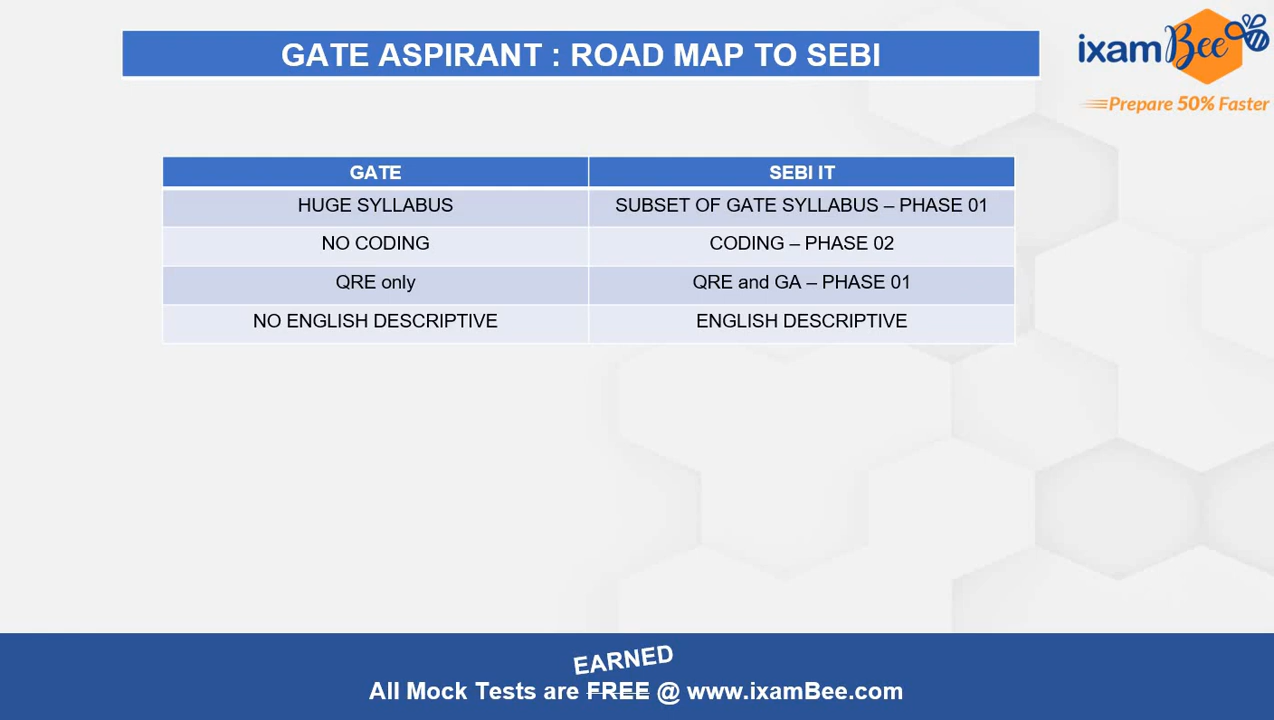 GATE ASPIRANT : ROAD MAP TO SEBI
ixamBee
Prepare 50% Faster
GATE SEBI IT
HUGE SYLLABUS SUBSET OF GATE SYLLABUS – PHASE 01
NO CODING CODING – PHASE 02
QRE only QRE and GA – PHASE 01
NO ENGLISH DESCRIPTIVE ENGLISH DESCRIPTIVE
EARNED
All Mock Tests are FREE @ www.ixamBee.com